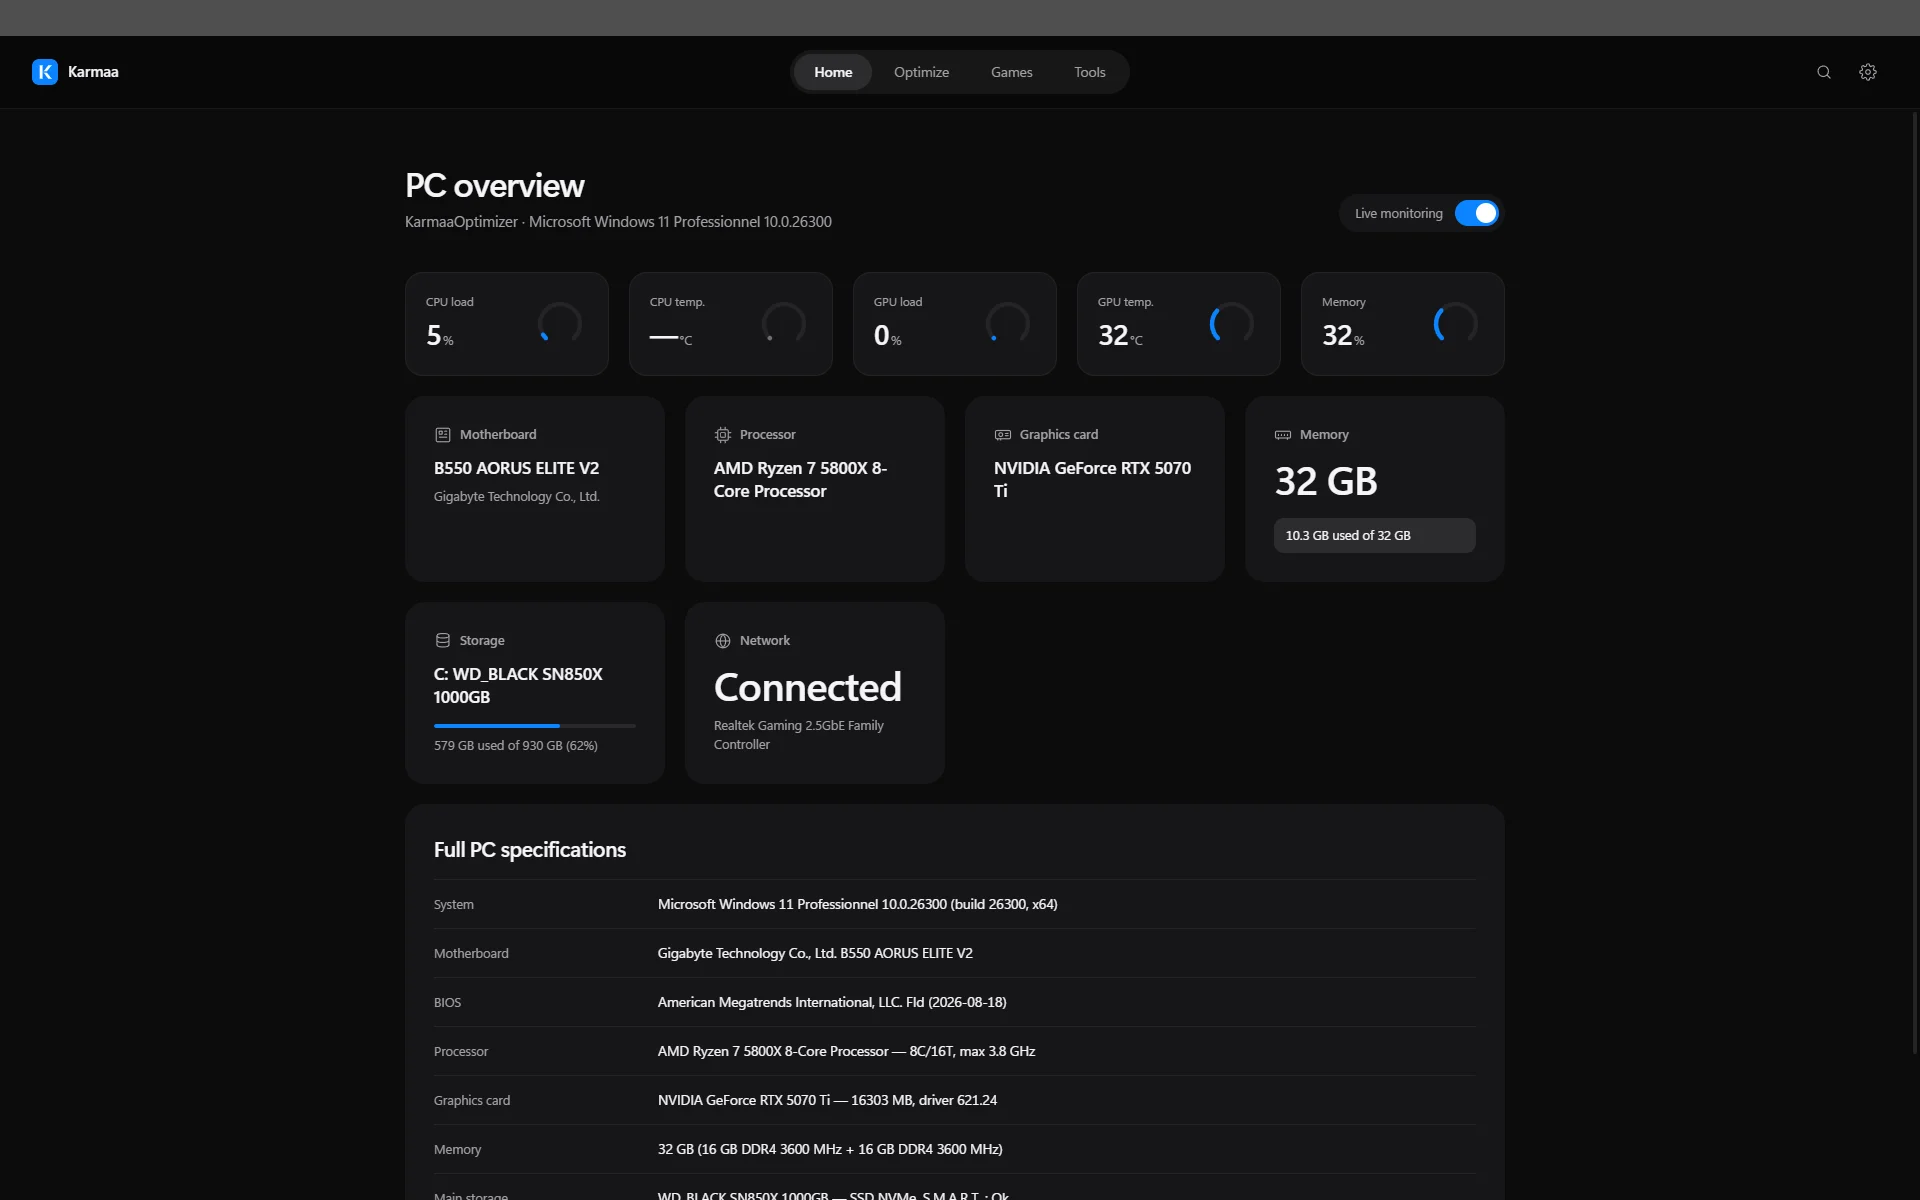 Karmaa
Home
Optimize
Games
Tools
PC overview
KarmaaOptimizer · Microsoft Windows 11 Professionnel 10.0.26300
Live monitoring
CPU load
5%
CPU temp.
—°C
GPU load
0%
GPU temp.
32°C
Memory
32%
Motherboard
B550 AORUS ELITE V2
Gigabyte Technology Co., Ltd.
Processor
AMD Ryzen 7 5800X 8-
Core Processor
Graphics card
NVIDIA GeForce RTX 5070
Ti
Memory
32 GB
10.3 GB used of 32 GB
Storage
C: WD_BLACK SN850X
1000GB
579 GB used of 930 GB (62%)
Network
Connected
Realtek Gaming 2.5GbE Family
Controller
Full PC specifications
System
Microsoft Windows 11 Professionnel 10.0.26300 (build 26300, x64)
Motherboard
Gigabyte Technology Co., Ltd. B550 AORUS ELITE V2
BIOS
American Megatrends International, LLC. FId (2026-08-18)
Processor
AMD Ryzen 7 5800X 8-Core Processor — 8C/16T, max 3.8 GHz
Graphics card
NVIDIA GeForce RTX 5070 Ti — 16303 MB, driver 621.24
Memory
32 GB (16 GB DDR4 3600 MHz + 16 GB DDR4 3600 MHz)
Main storage
WD_BLACK SN850X 1000GB — SSD NVMe, S.M.A.R.T. : Ok